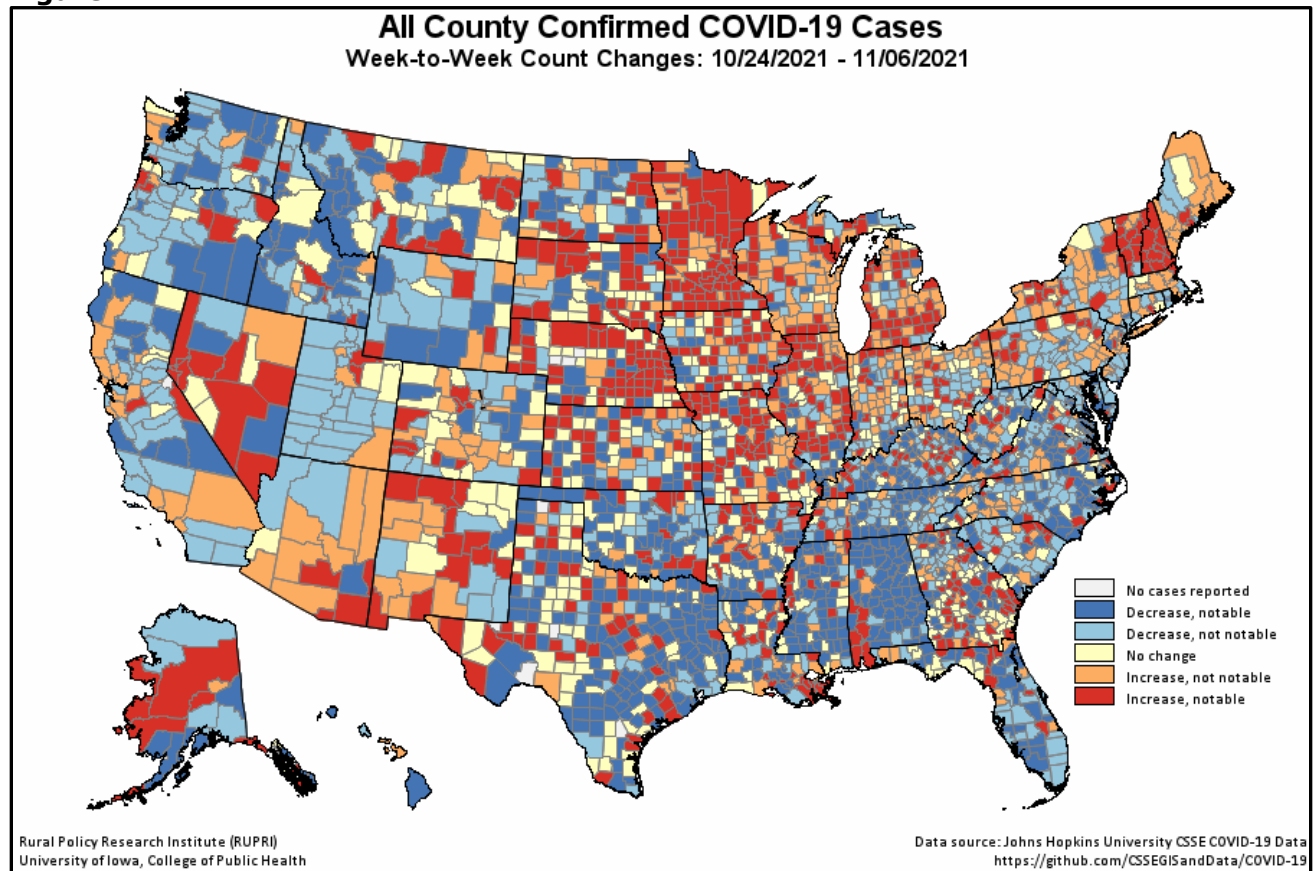 All County Confirmed COVID-19 Cases
Week-to-Week Count Changes: 10/24/2021 - 11/06/2021
No cases reported
Decrease, notable
Decrease, not notable
No change
Increase, not notable
Increase, notable
Rural Policy Research Institute (RUPRI)
University of Iowa, College of Public Health
Data source: Johns Hopkins University CSSE COVID-19 Data
https://github.com/CSSEGISandData/COVID-19